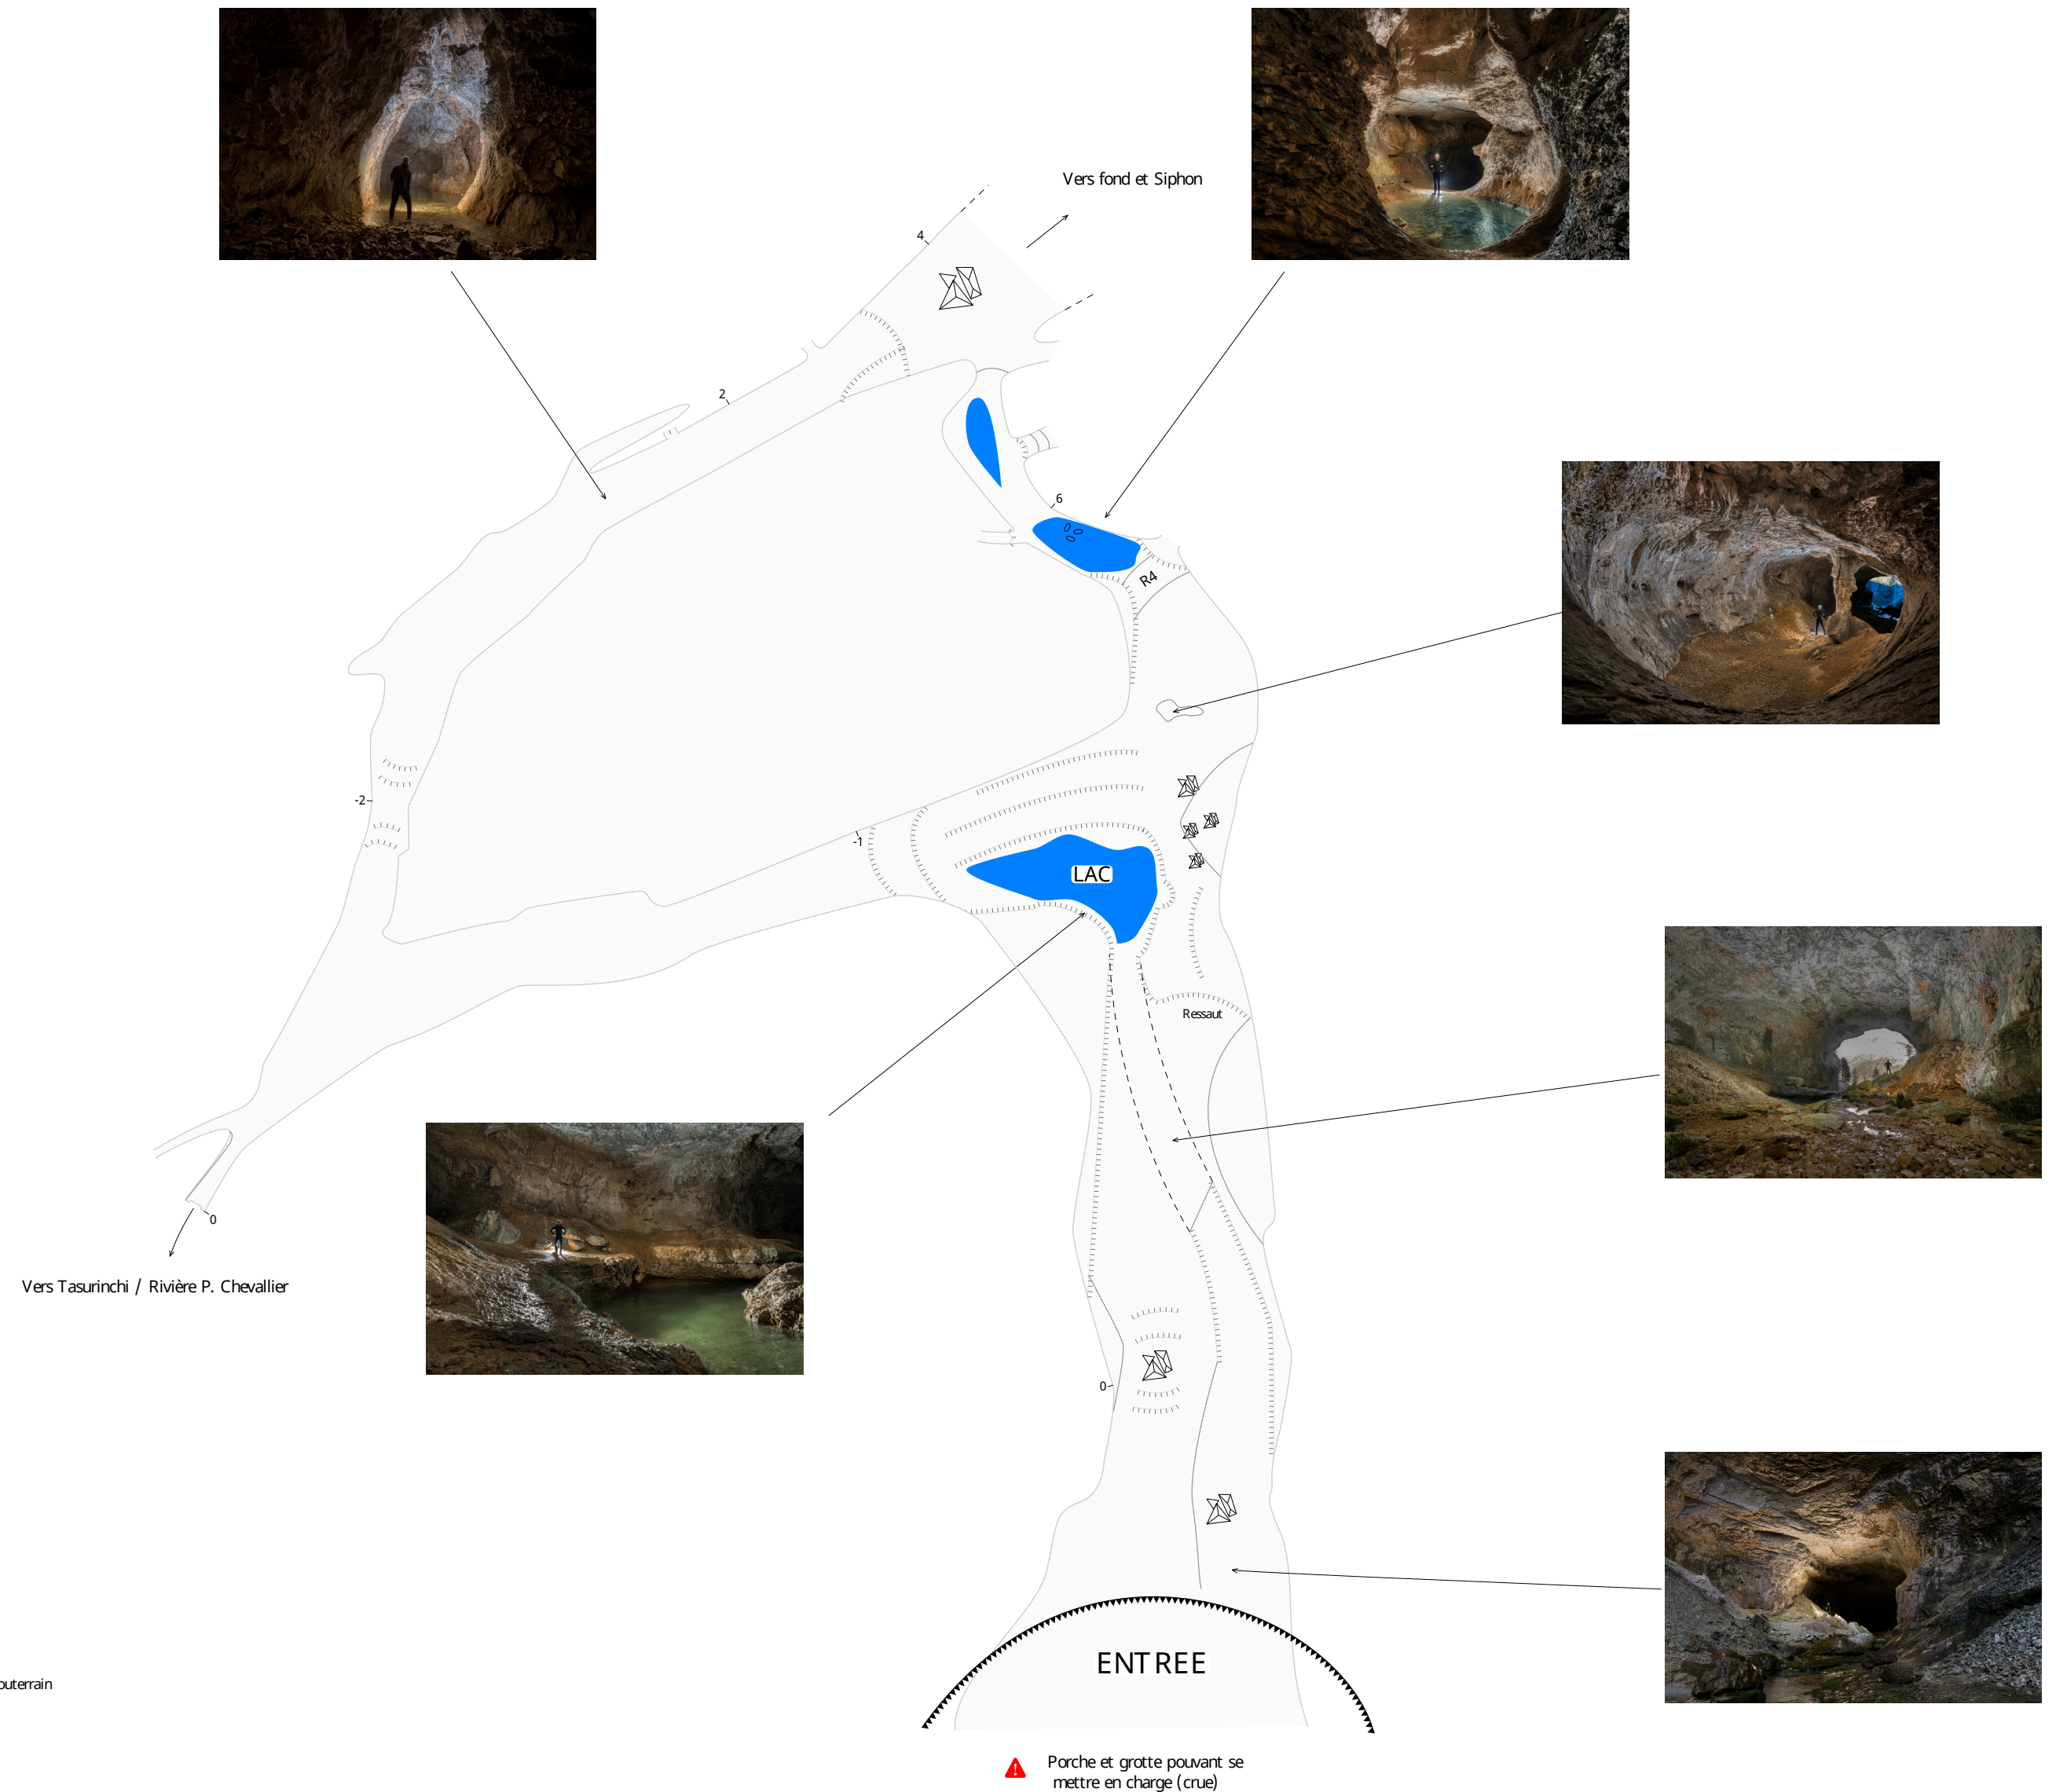 Vers fond et Siphon
4
2
6
R4
-2
-1
LAC
Ressaut
0
Vers Tasurinchi / Rivière P. Chevallier
0
ENTREE
outerrain
Porche et grotte pouvant se
mettre en charge (crue)